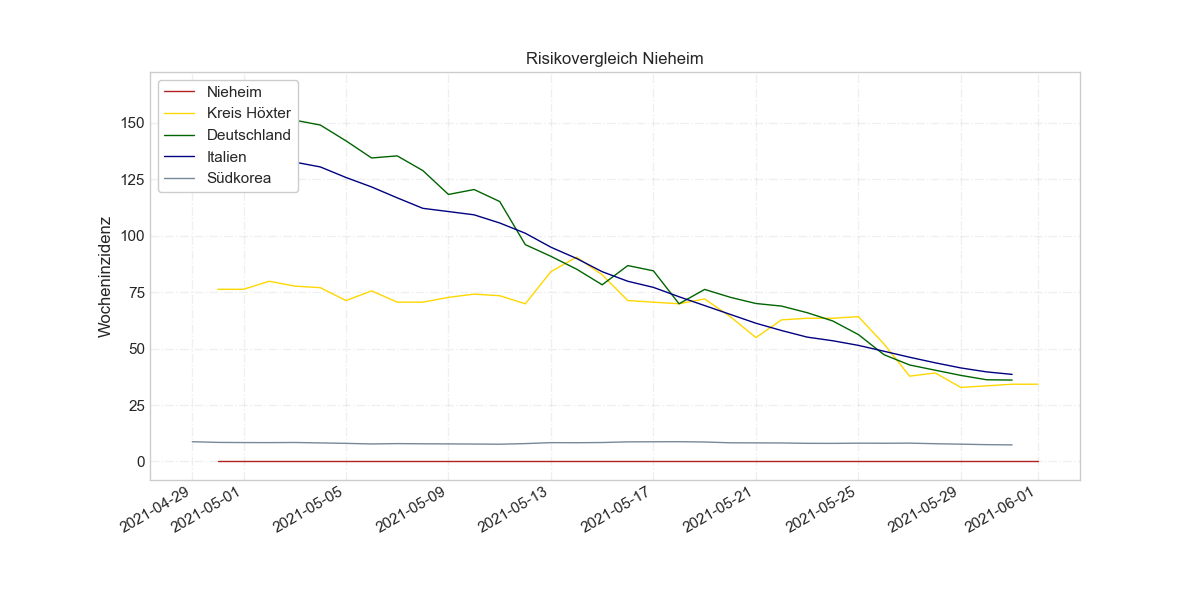 Risikovergleich Nieheim
Nieheim
Kreis Höxter
Deutschland
Italien
Südkorea
Wocheninzidenz
150
125
100
75
50
25
0
2021-04-29
2021-05-01
2021-05-05
2021-05-09
2021-05-13
2021-05-17
2021-05-21
2021-05-25
2021-05-29
2021-06-01